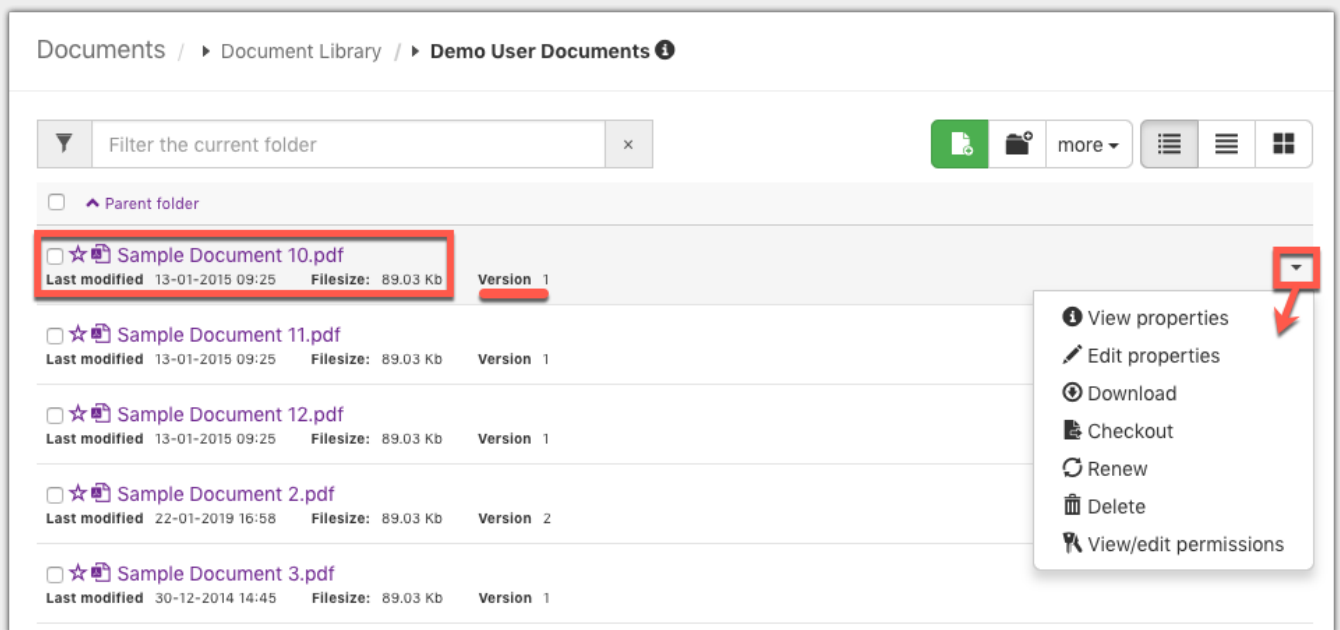 Documents / Document Library / Demo User Documents
Filter the current folder ×
more
Parent folder
Sample Document 10.pdf
Last modified 13-01-2015 09:25 Filesize: 89.03 Kb Version 1
View properties
Edit properties
Download
Checkout
Renew
Delete
View/edit permissions
Sample Document 11.pdf
Last modified 13-01-2015 09:25 Filesize: 89.03 Kb Version 1
Sample Document 12.pdf
Last modified 13-01-2015 09:25 Filesize: 89.03 Kb Version 1
Sample Document 2.pdf
Last modified 22-01-2019 16:58 Filesize: 89.03 Kb Version 2
Sample Document 3.pdf
Last modified 30-12-2014 14:45 Filesize: 89.03 Kb Version 1